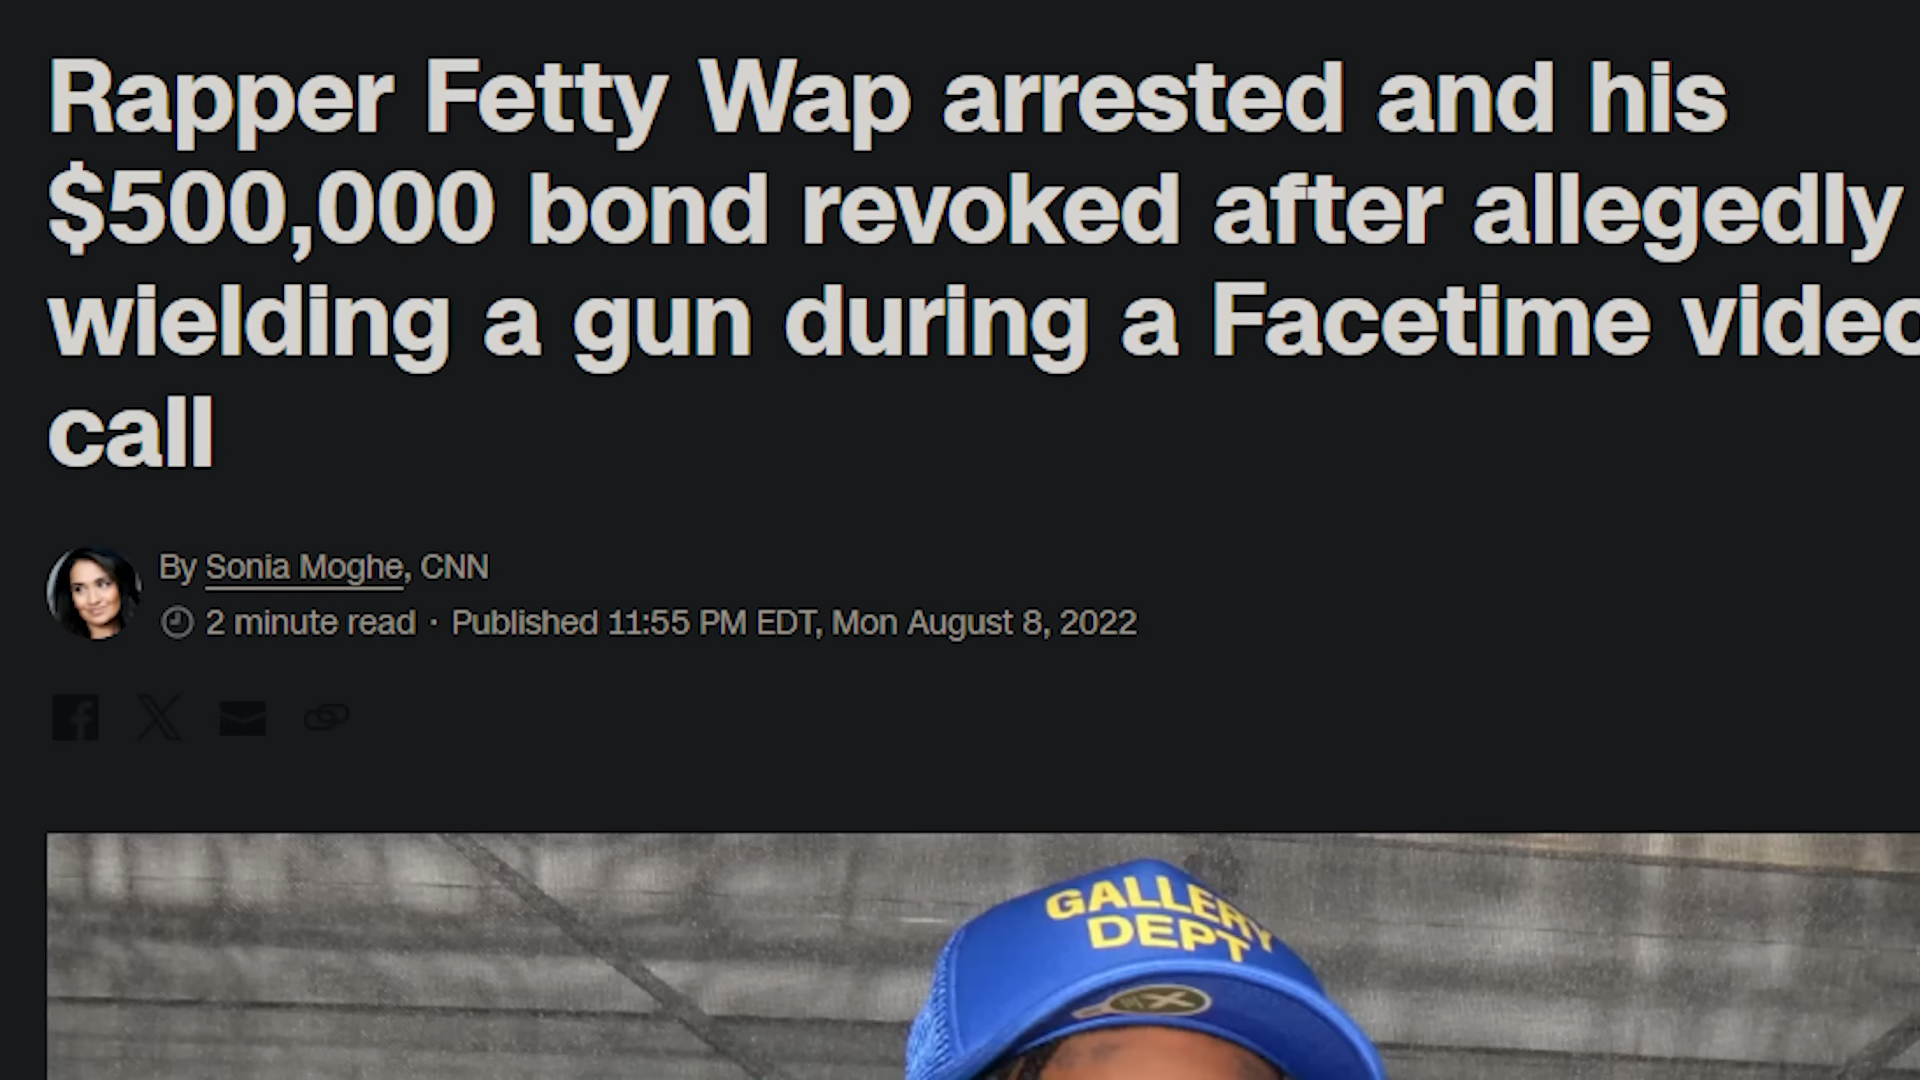 Rapper Fetty Wap arrested and his
$500,000 bond revoked after allegedly
wielding a gun during a Facetime video
call
By Sonia Moghe, CNN
2 minute read · Published 11:55 PM EDT, Mon August 8, 2022
GALLERY
DEPT